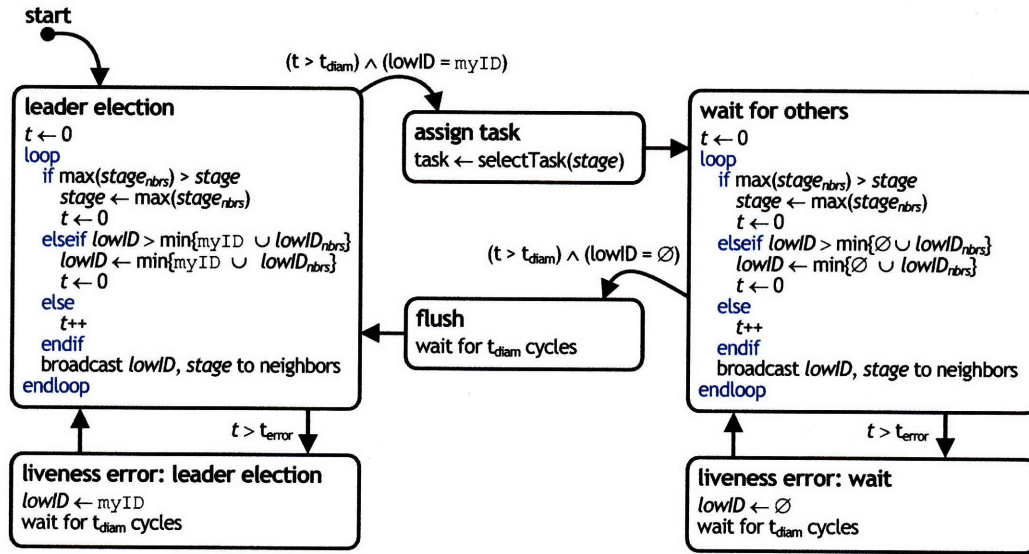 start
(t > t_diam) ∧ (lowID = myID)
leader election
t ← 0
loop
if max(stage_nbrs) > stage
stage ← max(stage_nbrs)
t ← 0
elseif lowID > min{myID ∪ lowID_nbrs}
lowID ← min{myID ∪ lowID_nbrs}
t ← 0
else
t++
endif
broadcast lowID, stage to neighbors
endloop
assign task
task ← selectTask(stage)
wait for others
t ← 0
loop
if max(stage_nbrs) > stage
stage ← max(stage_nbrs)
t ← 0
elseif lowID > min{∅ ∪ lowID_nbrs}
lowID ← min{∅ ∪ lowID_nbrs}
t ← 0
else
t++
endif
broadcast lowID, stage to neighbors
endloop
(t > t_diam) ∧ (lowID = ∅)
flush
wait for t_diam cycles
t > t_error
liveness error: leader election
lowID ← myID
wait for t_diam cycles
t > t_error
liveness error: wait
lowID ← ∅
wait for t_diam cycles